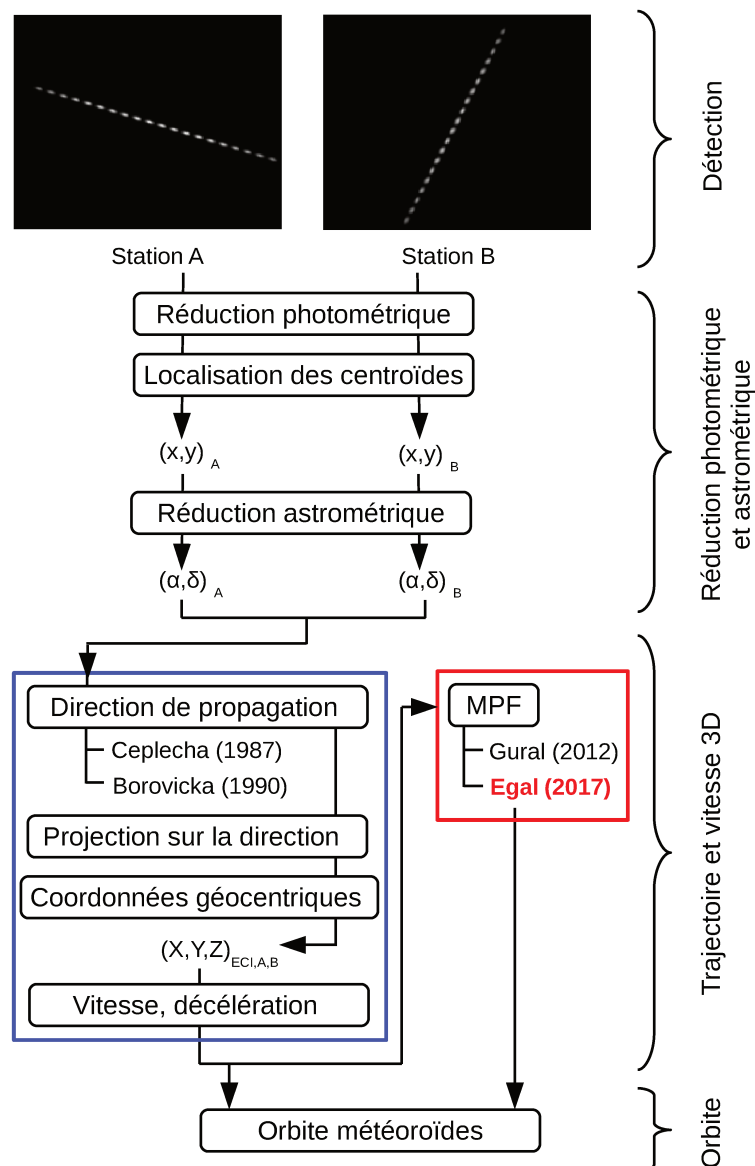 Détection
Station A
Station B
Réduction photométrique
Localisation des centroïdes
(x,y) A
(x,y) B
Réduction astrométrique
(α,δ) A
(α,δ) B
Réduction photométrique
et astrométrique
Direction de propagation
Ceplecha (1987)
Borovicka (1990)
Projection sur la direction
Coordonnées géocentriques
(X,Y,Z)ECI,A,B
Vitesse, décélération
MPF
Gural (2012)
Egal (2017)
Trajectoire et vitesse 3D
Orbite météoroïdes
Orbite